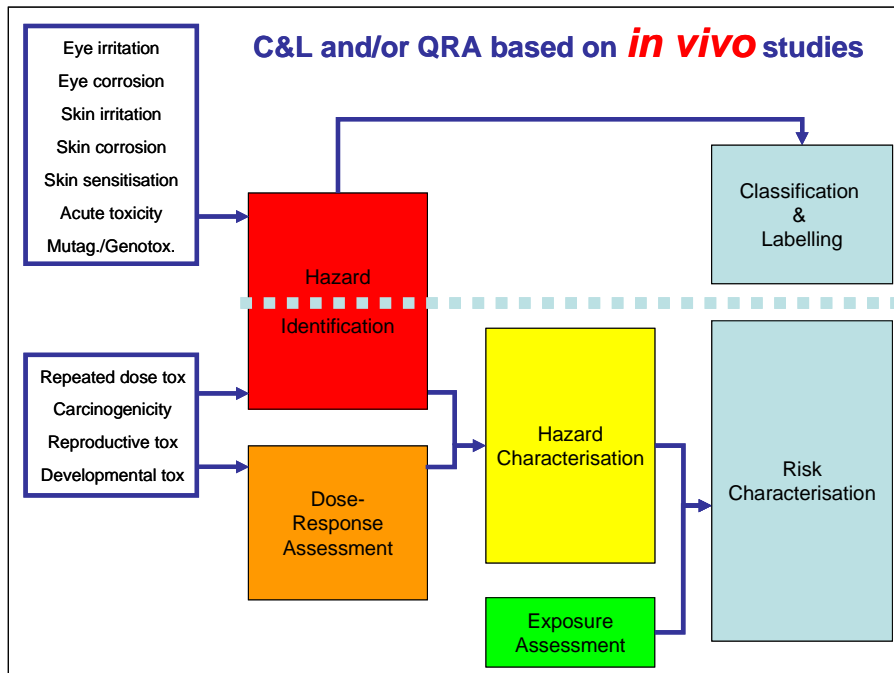 C&L and/or QRA based on in vivo studies
Eye irritation
Eye corrosion
Skin irritation
Skin corrosion
Skin sensitisation
Acute toxicity
Mutag./Genotox.
Classification
&
Labelling
Hazard
Identification
Repeated dose tox
Carcinogenicity
Reproductive tox
Developmental tox
Dose-
Response
Assessment
Hazard
Characterisation
Risk
Characterisation
Exposure
Assessment